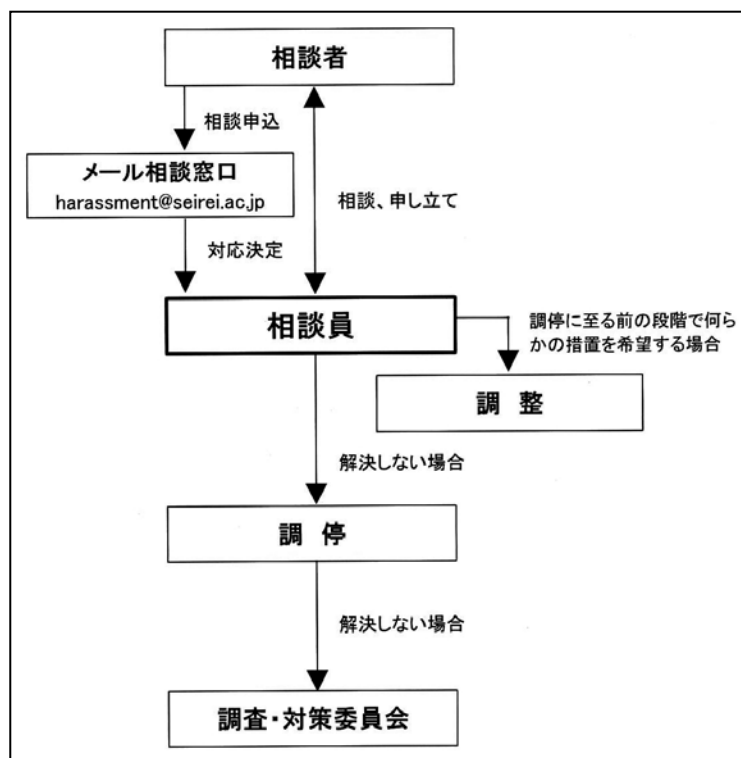 相談者
相談申込
メール相談窓口
harassment@seirei.ac.jp
相談、申し立て
対応決定
相談員
調停に至る前の段階で何ら
かの措置を希望する場合
調 整
解決しない場合
調 停
解決しない場合
調査・対策委員会